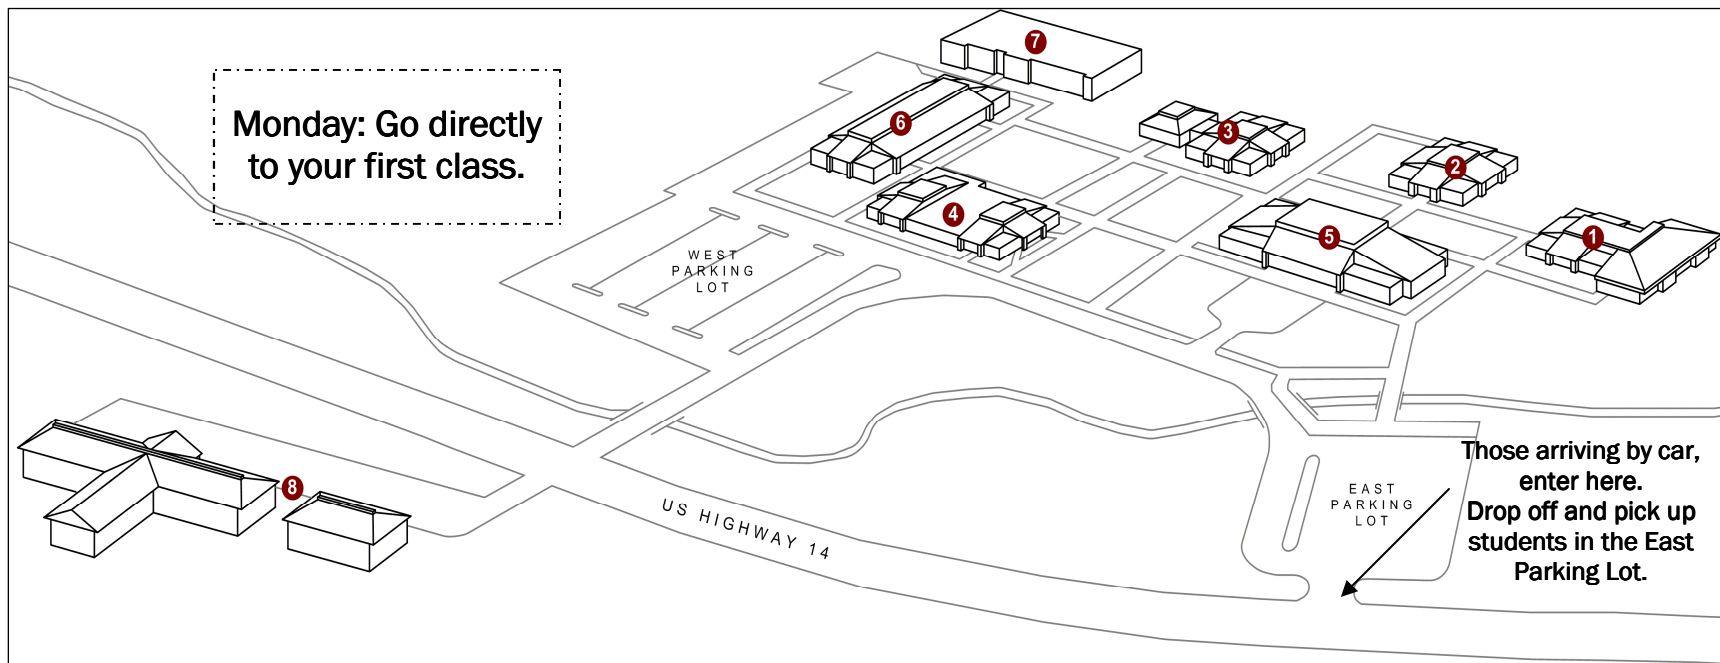 Monday: Go directly
to your first class.
7
6
3
2
4
5
1
WEST
PARKING
LOT
8
US HIGHWAY 14
EAST
PARKING
LOT
Those arriving by car,
enter here.
Drop off and pick up
students in the East
Parking Lot.